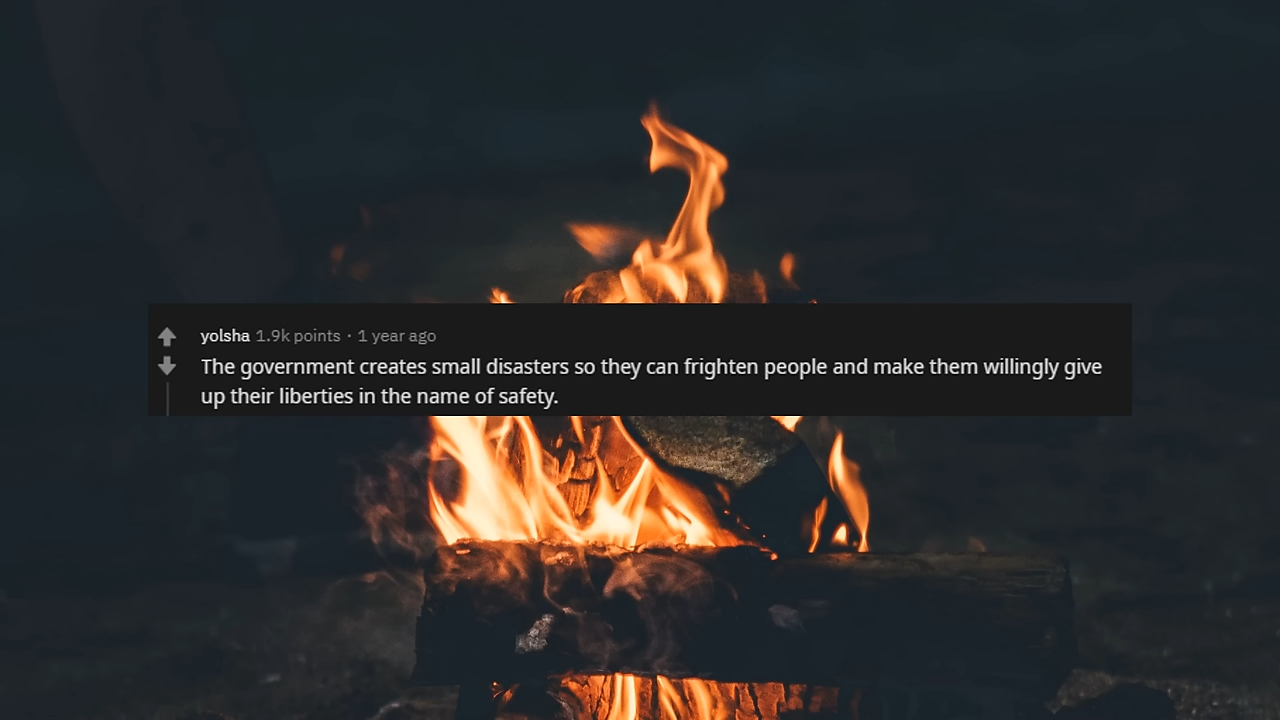 yolsha 1.9k points · 1 year ago
The government creates small disasters so they can frighten people and make them willingly give
up their liberties in the name of safety.